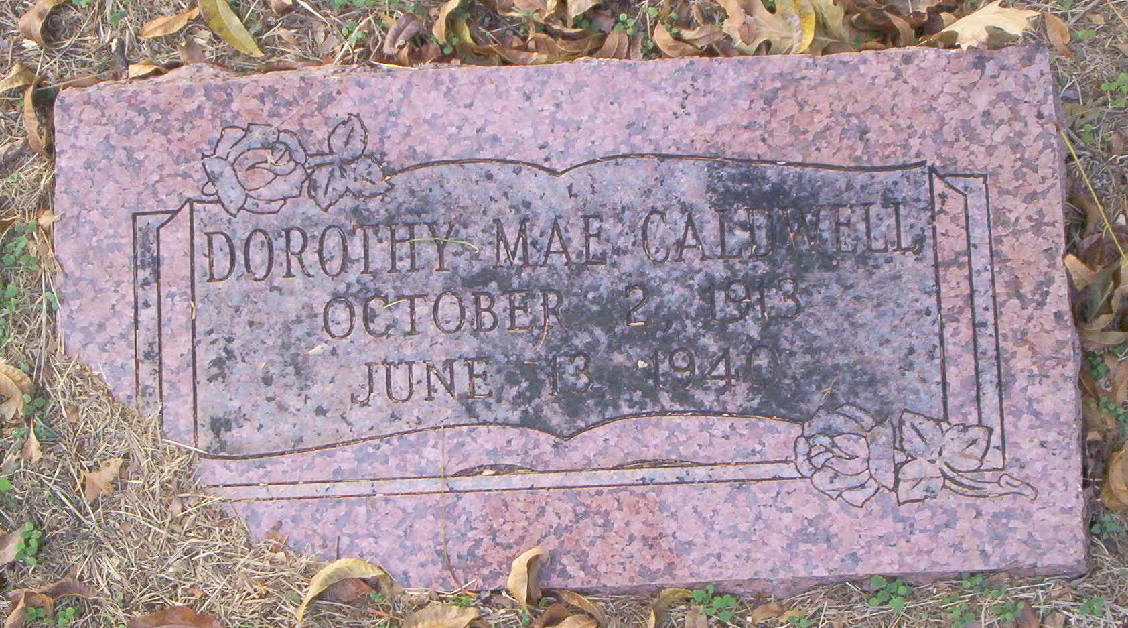 DOROTHY MAE CALDWELL
OCTOBER 2, 1913
JUNE 13, 1940